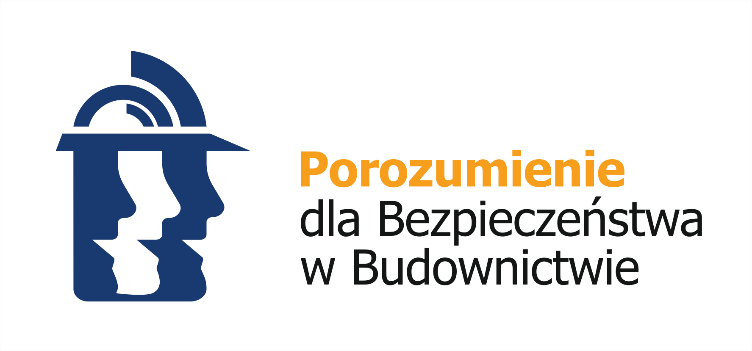 Porozumienie
dla Bezpieczeństwa
w Budownictwie